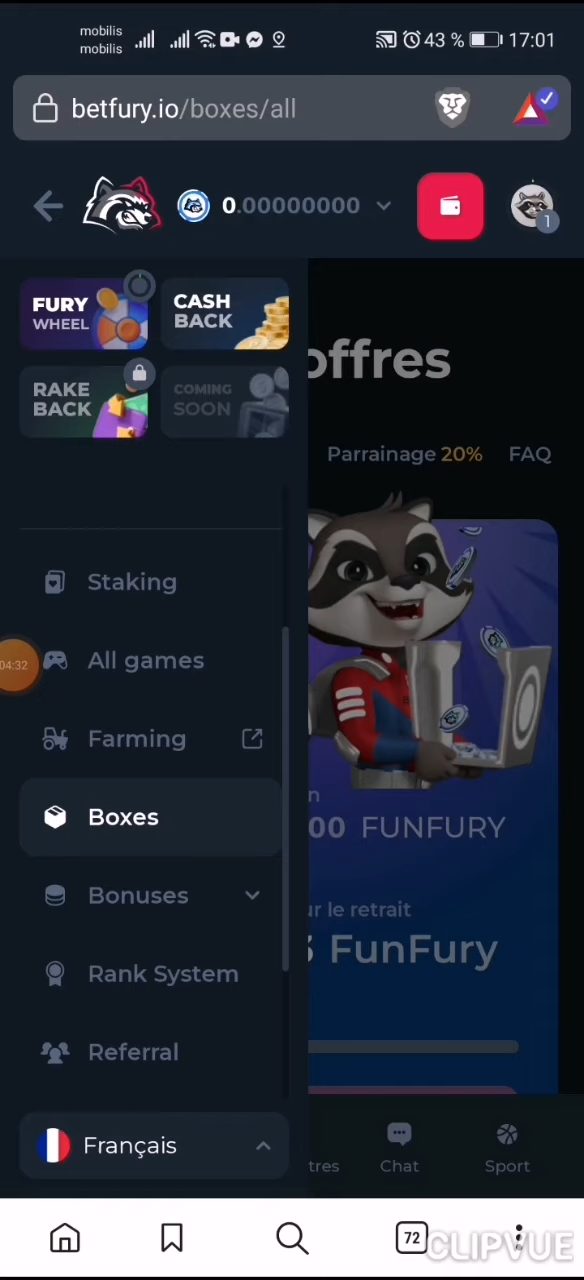 mobilis
mobilis
43 %
17:01
betfury.io/boxes/all
0.00000000
1
FURY
WHEEL
CASH
BACK
RAKE
BACK
COMING
SOON
offres
Parrainage 20%
FAQ
Staking
04:32
All games
Farming
Boxes
00 FUNFURY
Bonuses
ur le retrait
FunFury
Rank System
Referral
Français
tres
Chat
Sport
72
CLIPVUE